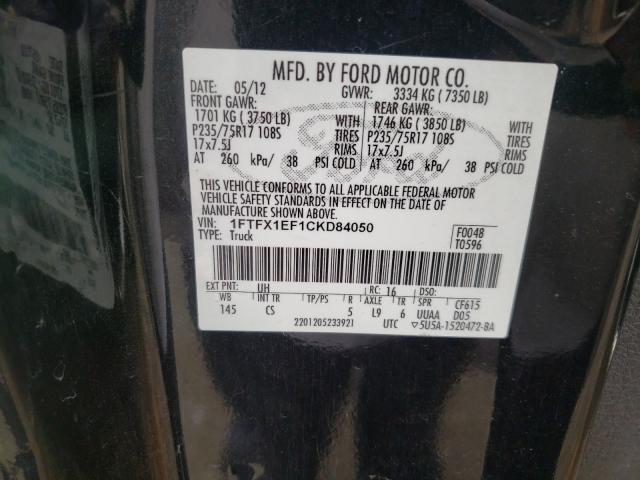 MFD. BY FORD MOTOR CO.
DATE: 05/12 GVWR: 3334 KG ( 7350 LB)
FRONT GAWR: REAR GAWR:
1701 KG ( 3750 LB) WITH 1746 KG ( 3850 LB) WITH
P235/75R17 108S TIRES P235/75R17 108S TIRES
17x7.5J RIMS 17x7.5J RIMS
AT 260 kPa/ 38 PSI COLD AT 260 kPa/ 38 PSI COLD
Ford
THIS VEHICLE CONFORMS TO ALL APPLICABLE FEDERAL MOTOR
VEHICLE SAFETY STANDARDS IN EFFECT ON THE DATE OF
MANUFACTURE SHOWN ABOVE.
VIN: 1FTFX1EF1CKD84050 F0048
TYPE: Truck T0596
EXT PNT: UH RC: 16 DSO:
WB INT TR TP/PS R AXLE TR SPR CF615
145 CS 5 L9 6 UUAA D05
2201205233921 UTC ▽5U5A-1520472-BA